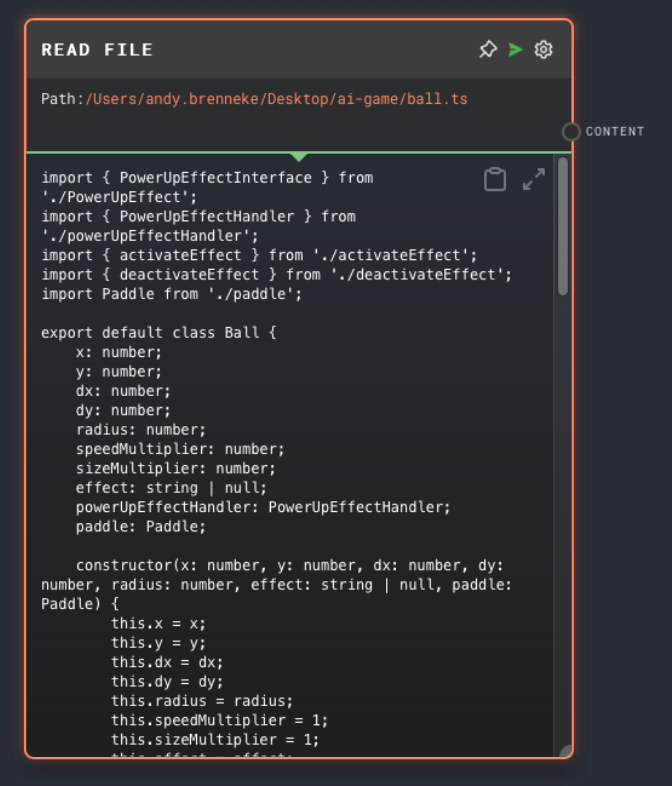 READ FILE
Path:/Users/andy.brenneke/Desktop/ai-game/ball.ts
CONTENT
import { PowerUpEffectInterface } from
'./PowerUpEffect';
import { PowerUpEffectHandler } from
'./powerUpEffectHandler';
import { activateEffect } from './activateEffect';
import { deactivateEffect } from './deactivateEffect';
import Paddle from './paddle';

export default class Ball {
    x: number;
    y: number;
    dx: number;
    dy: number;
    radius: number;
    speedMultiplier: number;
    sizeMultiplier: number;
    effect: string | null;
    powerUpEffectHandler: PowerUpEffectHandler;
    paddle: Paddle;

    constructor(x: number, y: number, dx: number, dy:
number, radius: number, effect: string | null, paddle:
Paddle) {
        this.x = x;
        this.y = y;
        this.dx = dx;
        this.dy = dy;
        this.radius = radius;
        this.speedMultiplier = 1;
        this.sizeMultiplier = 1;